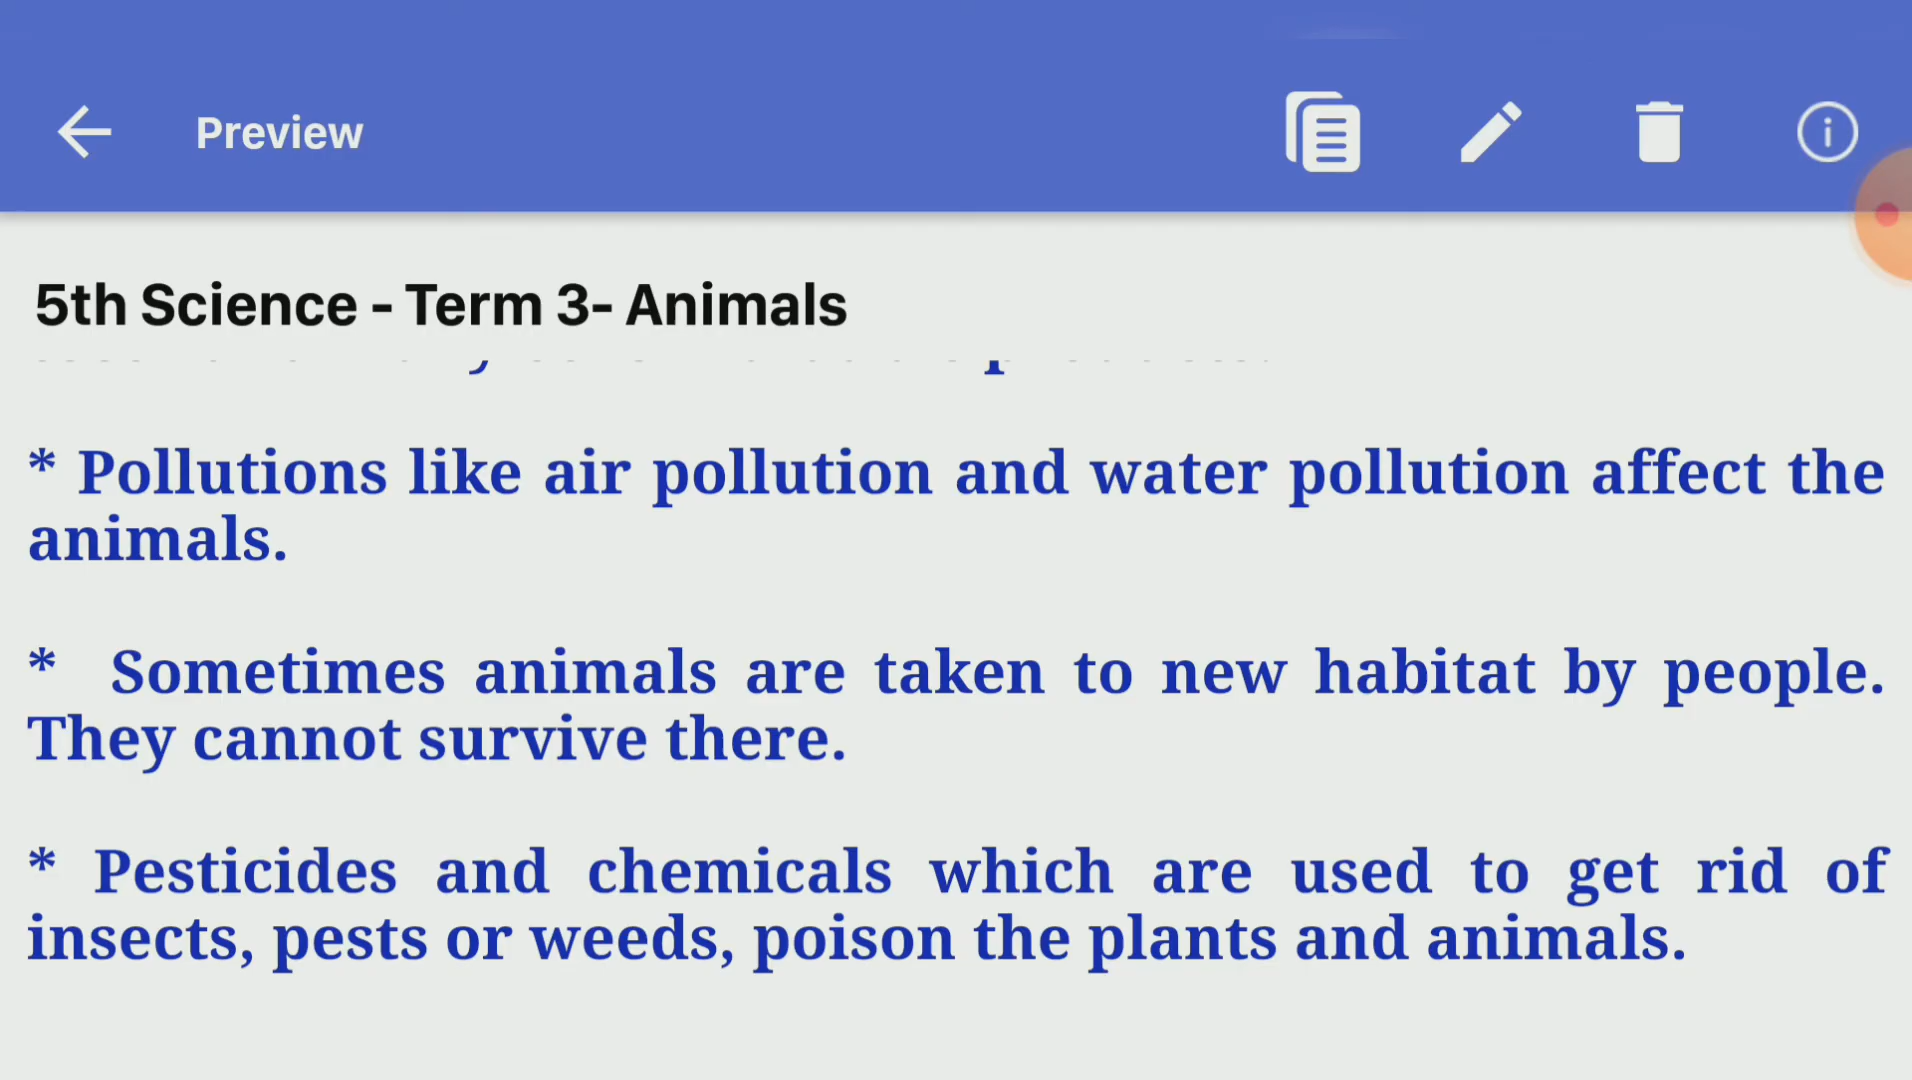 Preview
5th Science - Term 3- Animals
* Pollutions like air pollution and water pollution affect the
animals.
* Sometimes animals are taken to new habitat by people.
They cannot survive there.
* Pesticides and chemicals which are used to get rid of
insects, pests or weeds, poison the plants and animals.